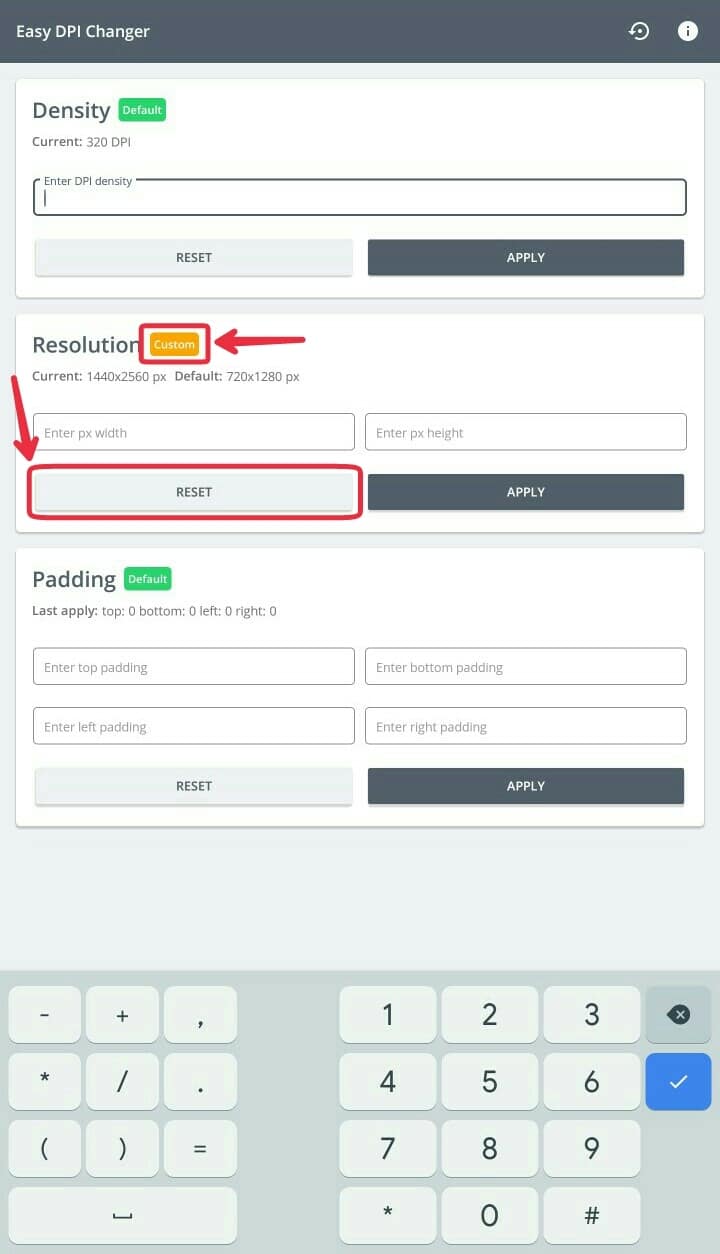 Easy DPI Changer
Density Default
Current: 320 DPI
Enter DPI density
RESET APPLY
Resolution Custom
Current: 1440x2560 px Default: 720x1280 px
Enter px width Enter px height
RESET APPLY
Padding Default
Last apply: top: 0 bottom: 0 left: 0 right: 0
Enter top padding Enter bottom padding
Enter left padding Enter right padding
RESET APPLY
- + , 1 2 3
* / . 4 5 6
( ) = 7 8 9
* 0 #